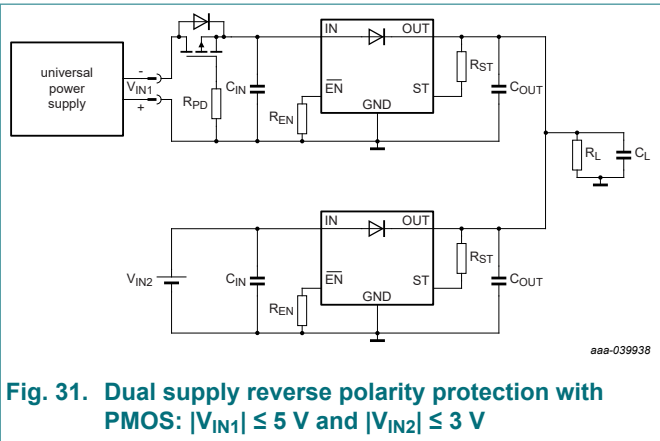 IN OUT
universal
power
supply
-
V_IN1
+
R_PD
C_IN
R_EN
E̅N̅
GND
ST
R_ST
C_OUT
R_L
C_L
IN OUT
V_IN2
C_IN
R_EN
E̅N̅
GND
ST
R_ST
C_OUT
aaa-039938
Fig. 31. Dual supply reverse polarity protection with
PMOS: |V_IN1| ≤ 5 V and |V_IN2| ≤ 3 V